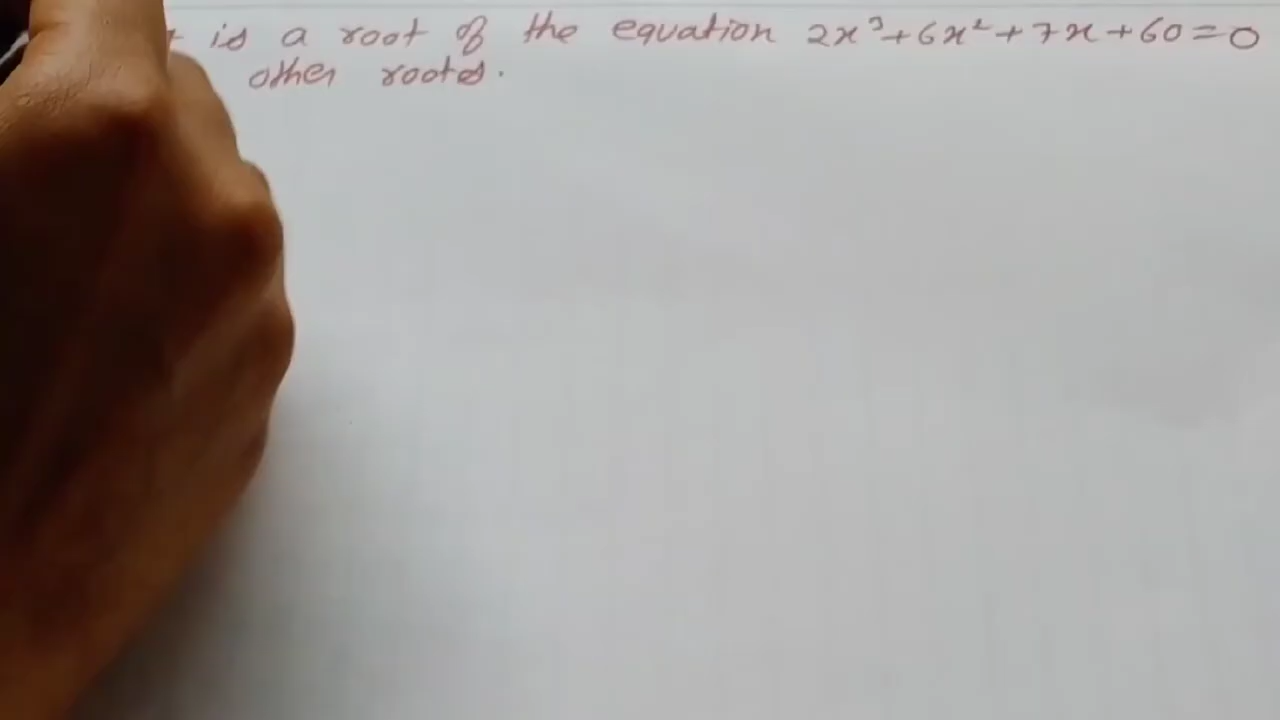 is a root of the equation 2x³+6x²+7x+60=0
other roots.